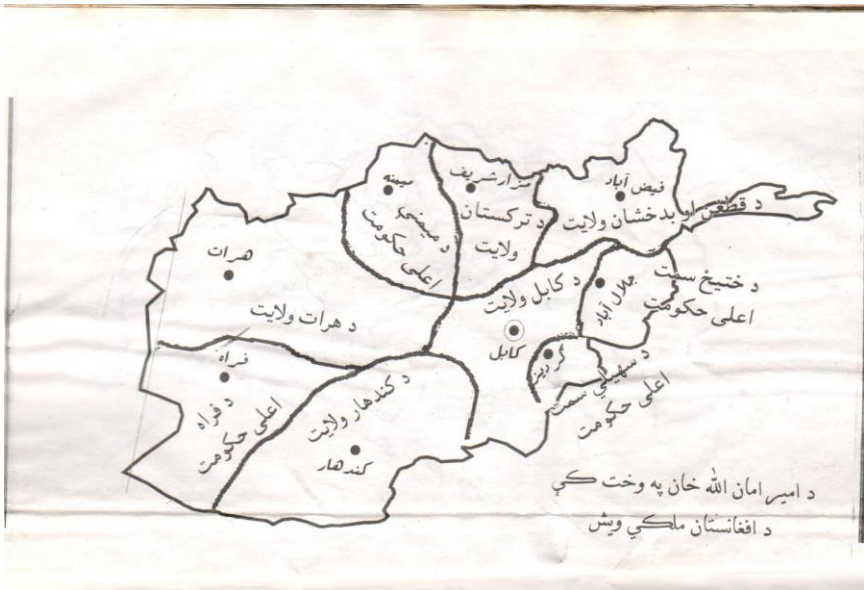 فیض آباد
د قطغن او بدخشان ولایت
مزارشریف
د ترکستان
ولایت
میمنه
د میمنې
اعلی حکومت
هرات
د هرات ولایت
د ختیځ سمت
اعلی حکومت
جلال آباد
د کابل ولایت
کابل
ګردیز
د سهیلي سمت
اعلی حکومت
فراه
د فراه
اعلی حکومت
د کندهار ولایت
کندهار
د امیر امان الله خان په وخت کې
د افغانستان ملکي ویش